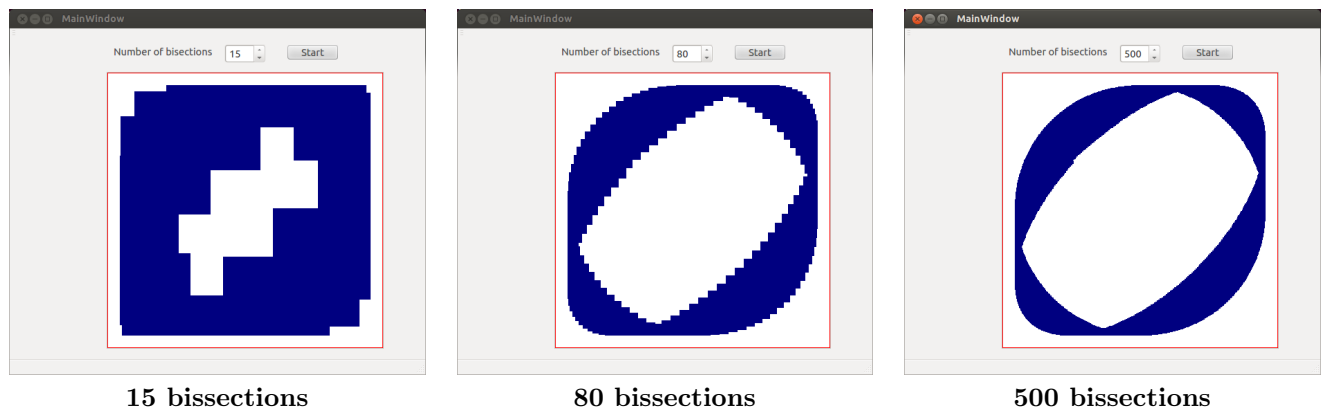 MainWindow
Number of bisections 15 Start
15 bissections
MainWindow
Number of bisections 80 Start
80 bissections
MainWindow
Number of bisections 500 Start
500 bissections